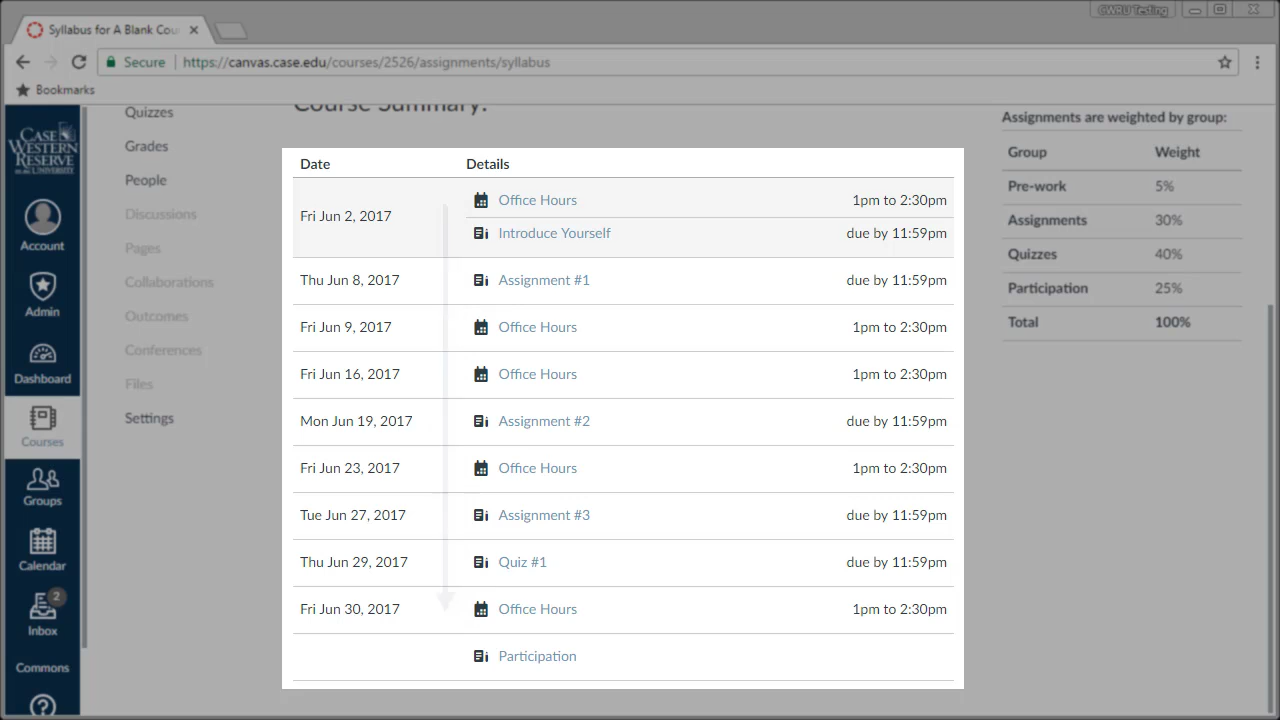 CWRU Testing
Syllabus for A Blank Cou
Secure https://canvas.case.edu/courses/2526/assignments/syllabus
Bookmarks
CASE
WESTERN
RESERVE
UNIVERSITY
Account
Admin
Dashboard
Courses
Groups
Calendar
2
Inbox
Commons
Quizzes
Grades
People
Discussions
Pages
Collaborations
Outcomes
Conferences
Files
Settings
Course Summary:
Date Details
Fri Jun 2, 2017 Office Hours 1pm to 2:30pm
Introduce Yourself due by 11:59pm
Thu Jun 8, 2017 Assignment #1 due by 11:59pm
Fri Jun 9, 2017 Office Hours 1pm to 2:30pm
Fri Jun 16, 2017 Office Hours 1pm to 2:30pm
Mon Jun 19, 2017 Assignment #2 due by 11:59pm
Fri Jun 23, 2017 Office Hours 1pm to 2:30pm
Tue Jun 27, 2017 Assignment #3 due by 11:59pm
Thu Jun 29, 2017 Quiz #1 due by 11:59pm
Fri Jun 30, 2017 Office Hours 1pm to 2:30pm
Participation
Assignments are weighted by group:
Group Weight
Pre-work 5%
Assignments 30%
Quizzes 40%
Participation 25%
Total 100%